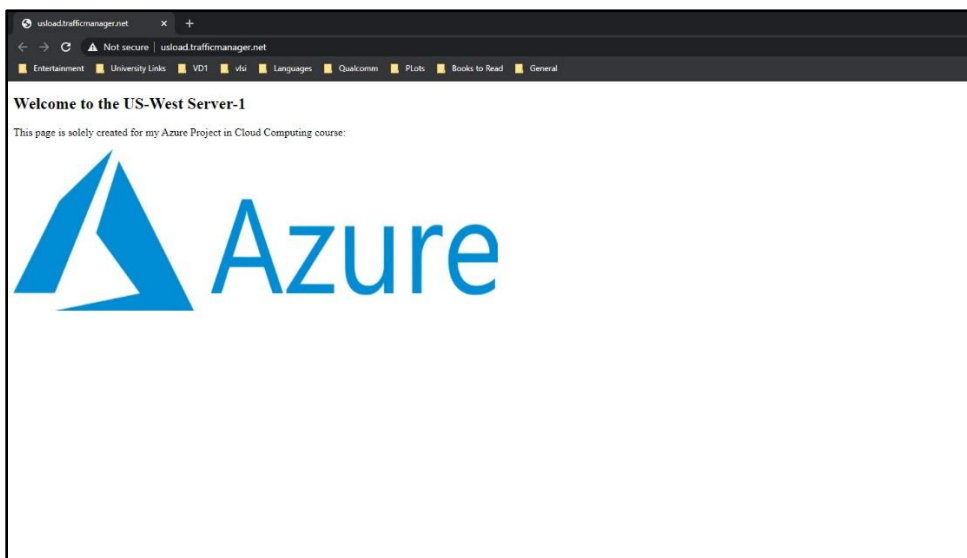 usload.trafficmanager.net
Not secure | usload.trafficmanager.net
Entertainment University Links VD1 vlsi Languages Qualcomm PLots Books to Read General
Welcome to the US-West Server-1
This page is solely created for my Azure Project in Cloud Computing course:
Azure